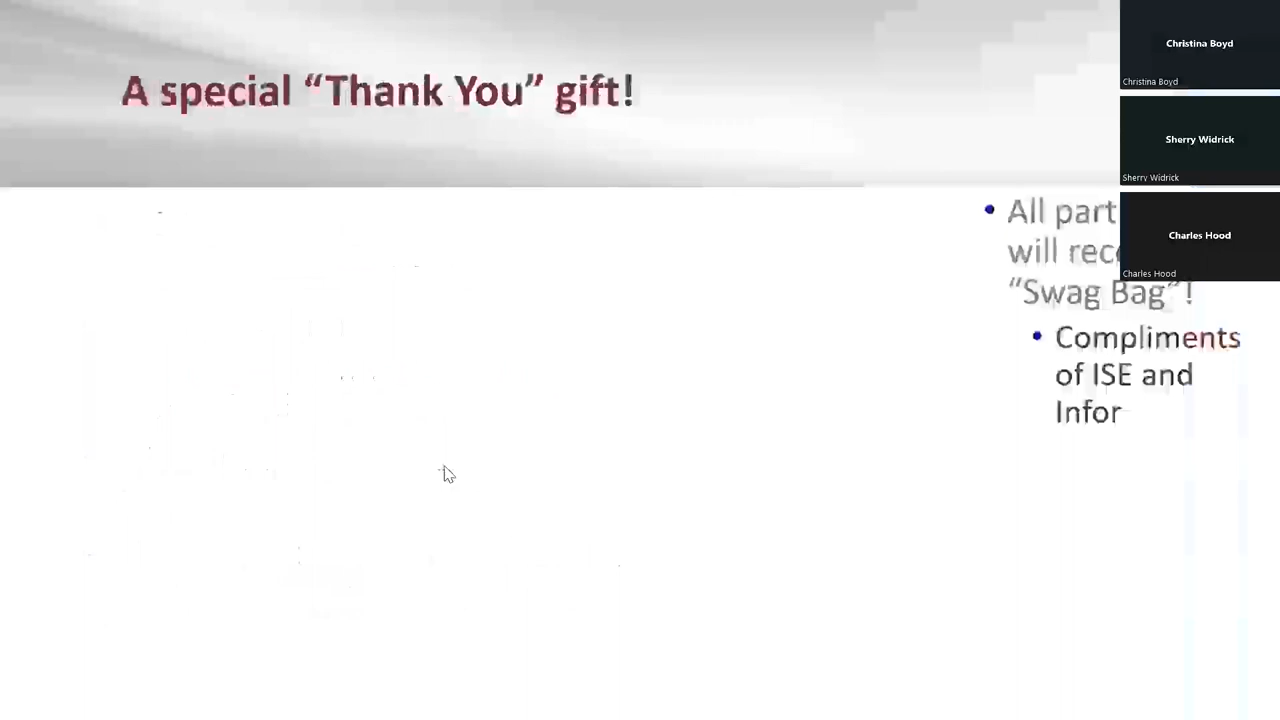 A special “Thank You” gift!
Christina Boyd
Christina Boyd
Sherry Widrick
Sherry Widrick
Charles Hood
Charles Hood
• All part
will rec
“Swag Bag”!
• Compliments
of ISE and
Infor